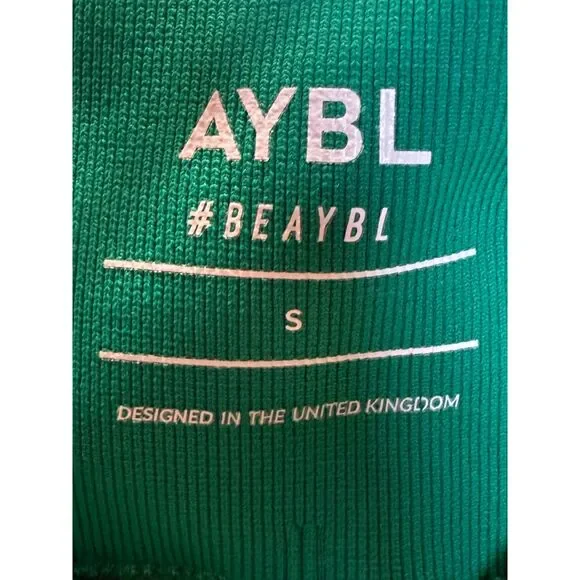 AYBL
#BEAYBL
S
DESIGNED IN THE UNITED KINGDOM